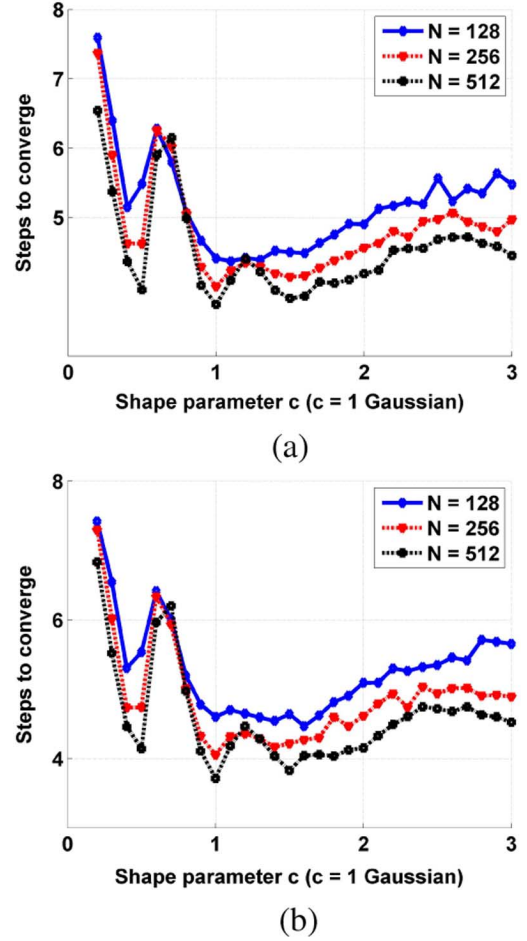 8
N = 128
N = 256
7
N = 512
6
Steps to converge
5
0
1
2
3
Shape parameter c (c = 1 Gaussian)
(a)
8
N = 128
N = 256
N = 512
6
Steps to converge
4
0
1
2
3
Shape parameter c (c = 1 Gaussian)
(b)